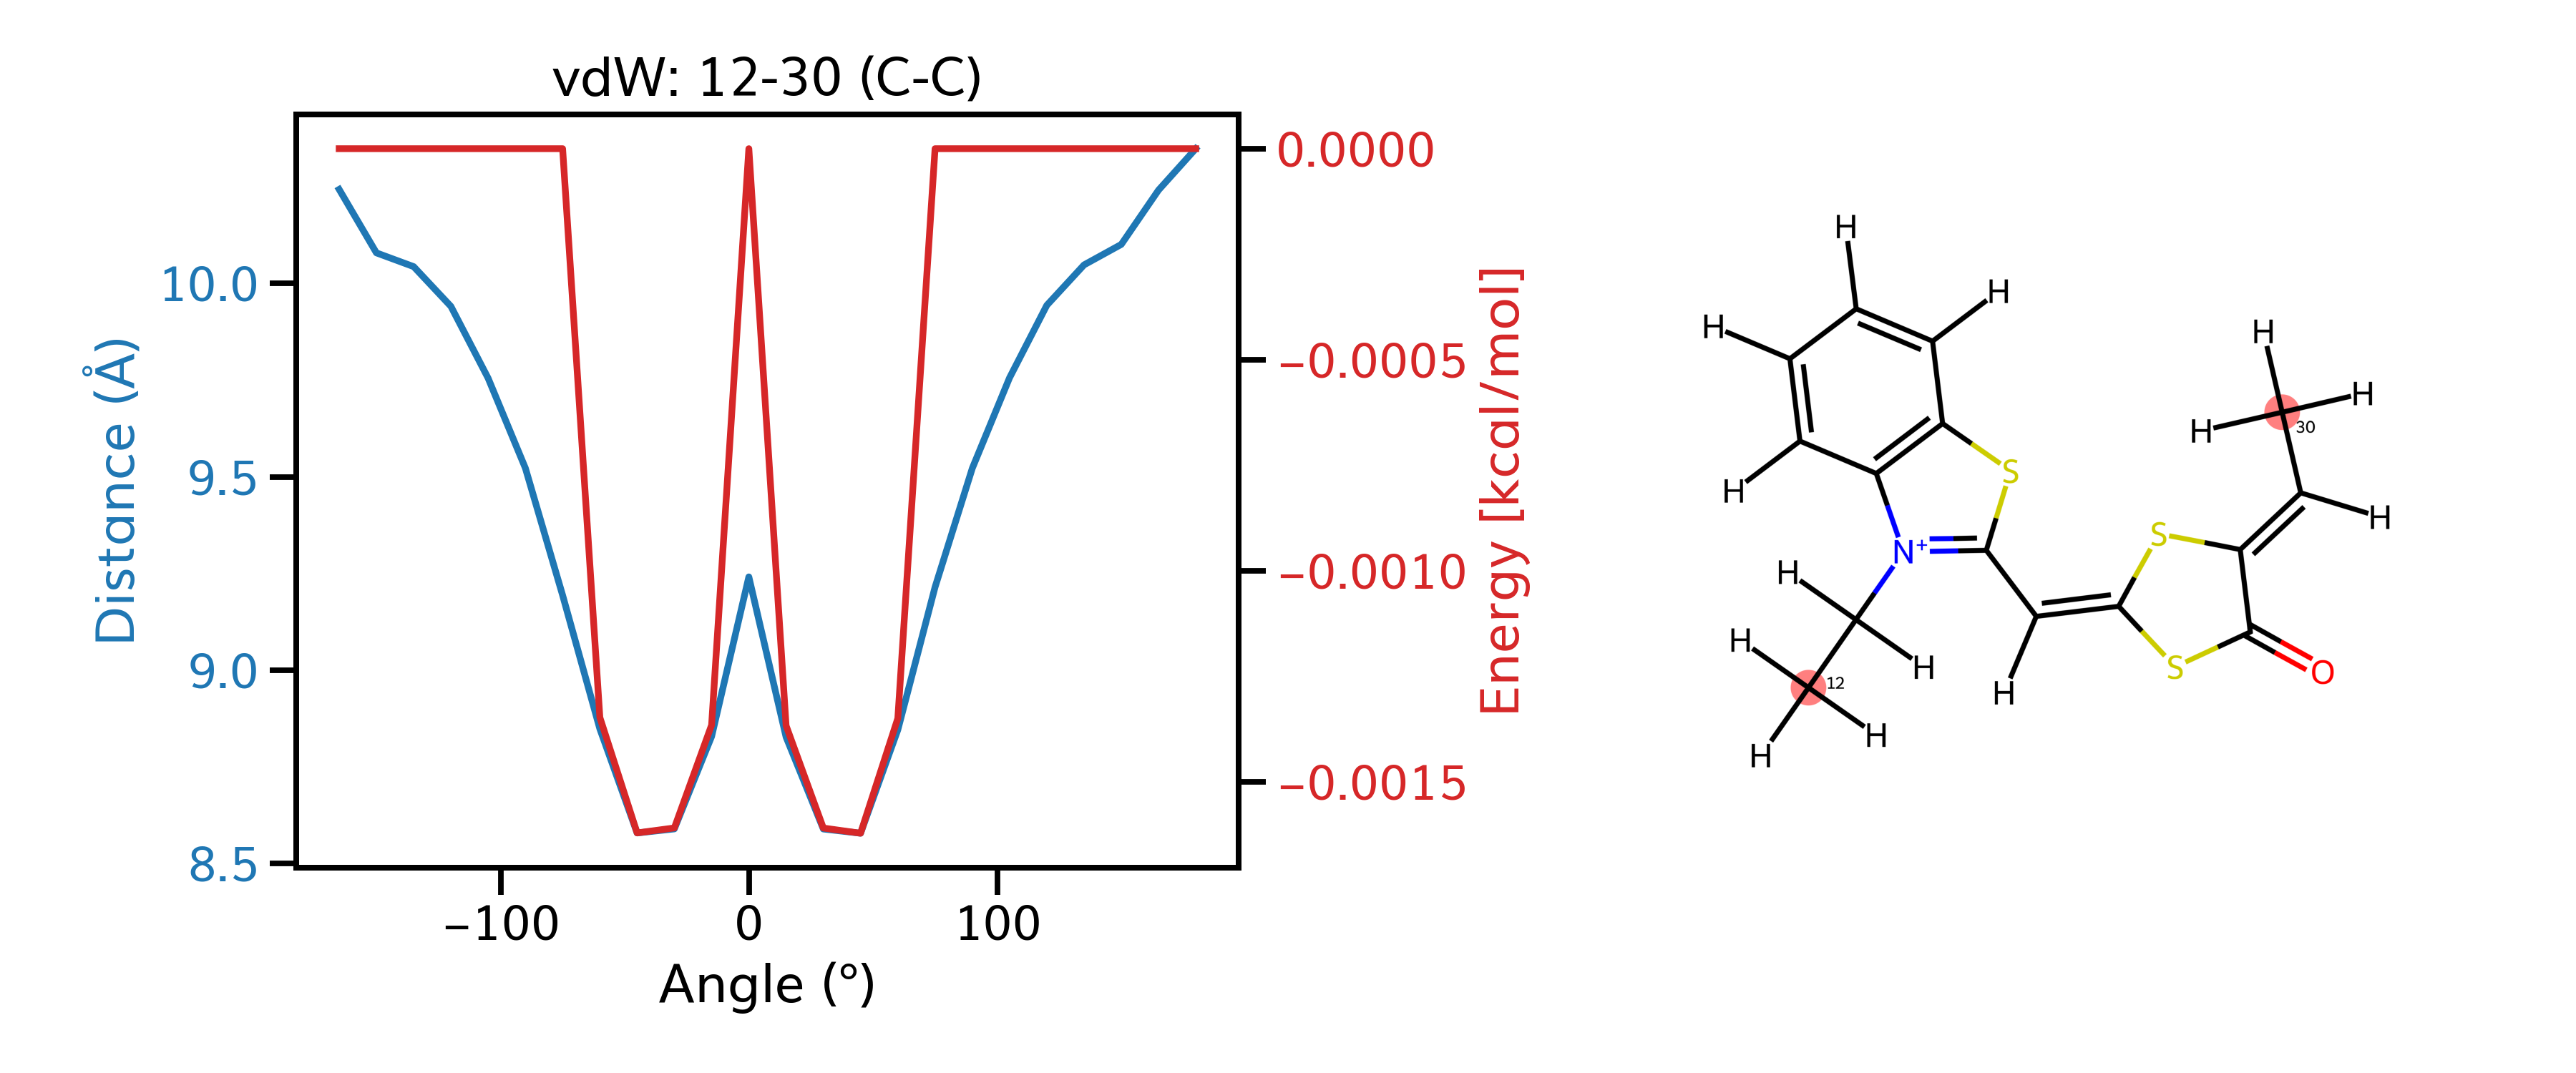 vdW: 12-30 (C-C)
Distance (Å)
10.0
9.5
9.0
8.5
0.0000
−0.0005
−0.0010
−0.0015
Energy [kcal/mol]
−100 0 100
Angle (°)
H
H
H
H
H
H
H
30
S
H
H
S
N+
H
H
H
S
O
12
H
H
H